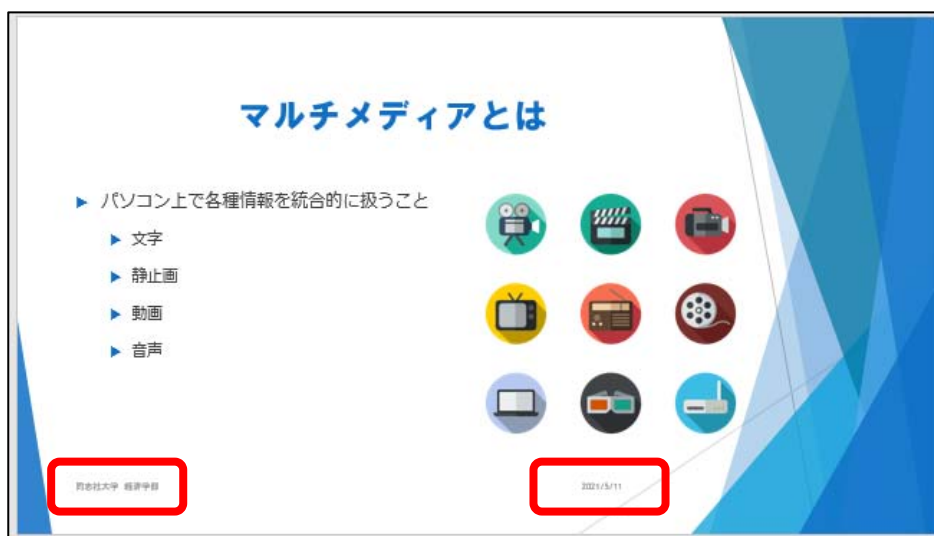 マルチメディアとは
パソコン上で各種情報を統合的に扱うこと
文字
静止画
動画
音声
同志社大学 経済学部
2021/5/11